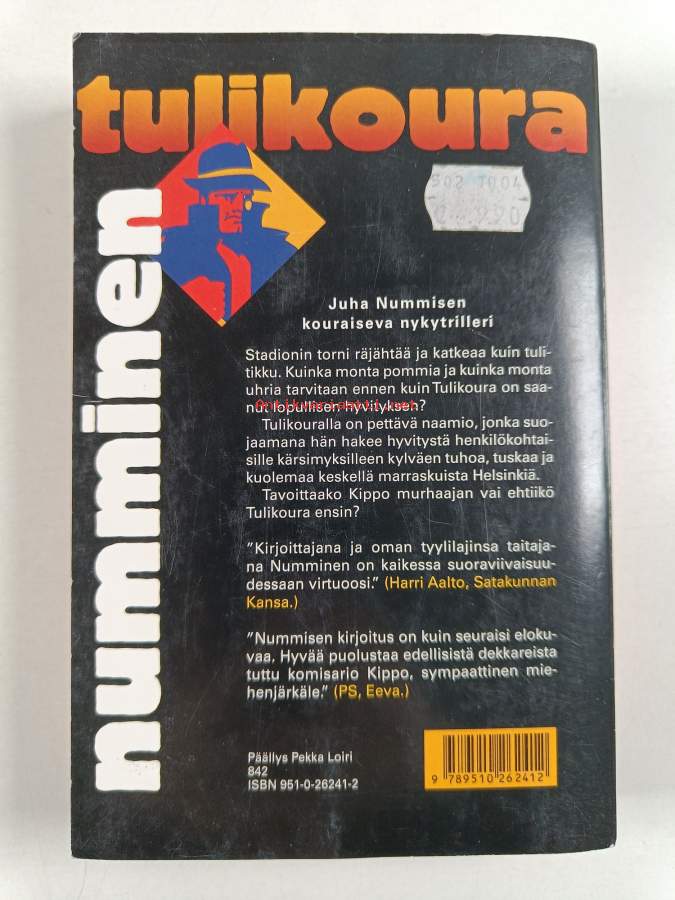 tulikoura
numminen
302 1004
Juha Nummisen
kouraiseva nykytrilleri
Stadionin torni räjähtää ja katkeaa kuin tuli-
tikku. Kuinka monta pommia ja kuinka monta
uhria tarvitaan ennen kuin Tulikoura on saa-
nut lopullisen hyvityksen?
Antikvariaatti.net
Tulikouralla on pettävä naamio, jonka suo-
jaamana hän hakee hyvitystä henkilökohtai-
sille kärsimyksilleen kylväen tuhoa, tuskaa ja
kuolemaa keskellä marraskuista Helsinkiä.
Tavoittaako Kippo murhaajan vai ehtiikö
Tulikoura ensin?
"Kirjoittajana ja oman tyylilajinsa taitaja-
na Numminen on kaikessa suoraviivaisuu-
dessaan virtuoosi." (Harri Aalto, Satakunnan
Kansa.)
"Nummisen kirjoitus on kuin seuraisi eloku-
vaa. Hyvää puolustaa edellisistä dekkareista
tuttu komisario Kippo, sympaattinen mie-
henjärkäle." (PS, Eeva.)
Päällys Pekka Loiri
842
ISBN 951-0-26241-2
9 789510 262412